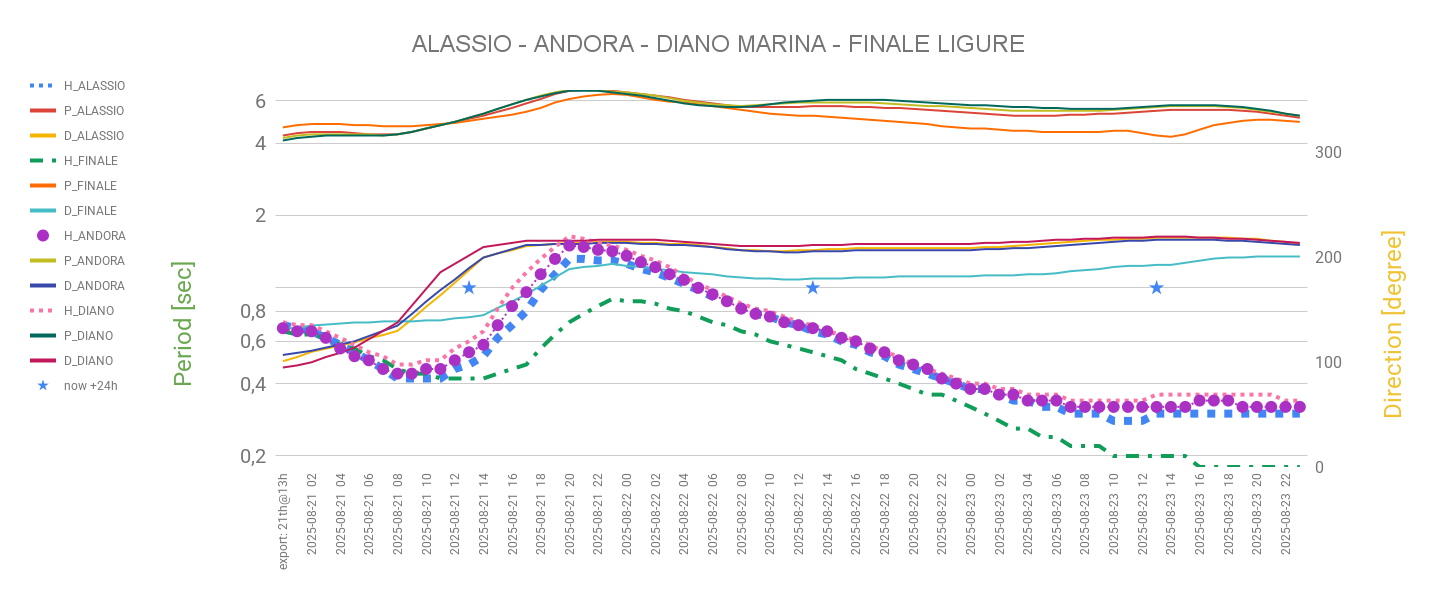 ALASSIO - ANDORA - DIANO MARINA - FINALE LIGURE
H_ALASSIO
P_ALASSIO
D_ALASSIO
H_FINALE
P_FINALE
D_FINALE
H_ANDORA
P_ANDORA
D_ANDORA
H_DIANO
P_DIANO
D_DIANO
now +24h
Period [sec]
6
4
2
0,8
0,6
0,4
0,2
300
200
100
0
Direction [degree]
export: 21th@13h
2025-08-21 02
2025-08-21 04
2025-08-21 06
2025-08-21 08
2025-08-21 10
2025-08-21 12
2025-08-21 14
2025-08-21 16
2025-08-21 18
2025-08-21 20
2025-08-21 22
2025-08-22 00
2025-08-22 02
2025-08-22 04
2025-08-22 06
2025-08-22 08
2025-08-22 10
2025-08-22 12
2025-08-22 14
2025-08-22 16
2025-08-22 18
2025-08-22 20
2025-08-22 22
2025-08-23 00
2025-08-23 02
2025-08-23 04
2025-08-23 06
2025-08-23 08
2025-08-23 10
2025-08-23 12
2025-08-23 14
2025-08-23 16
2025-08-23 18
2025-08-23 20
2025-08-23 22